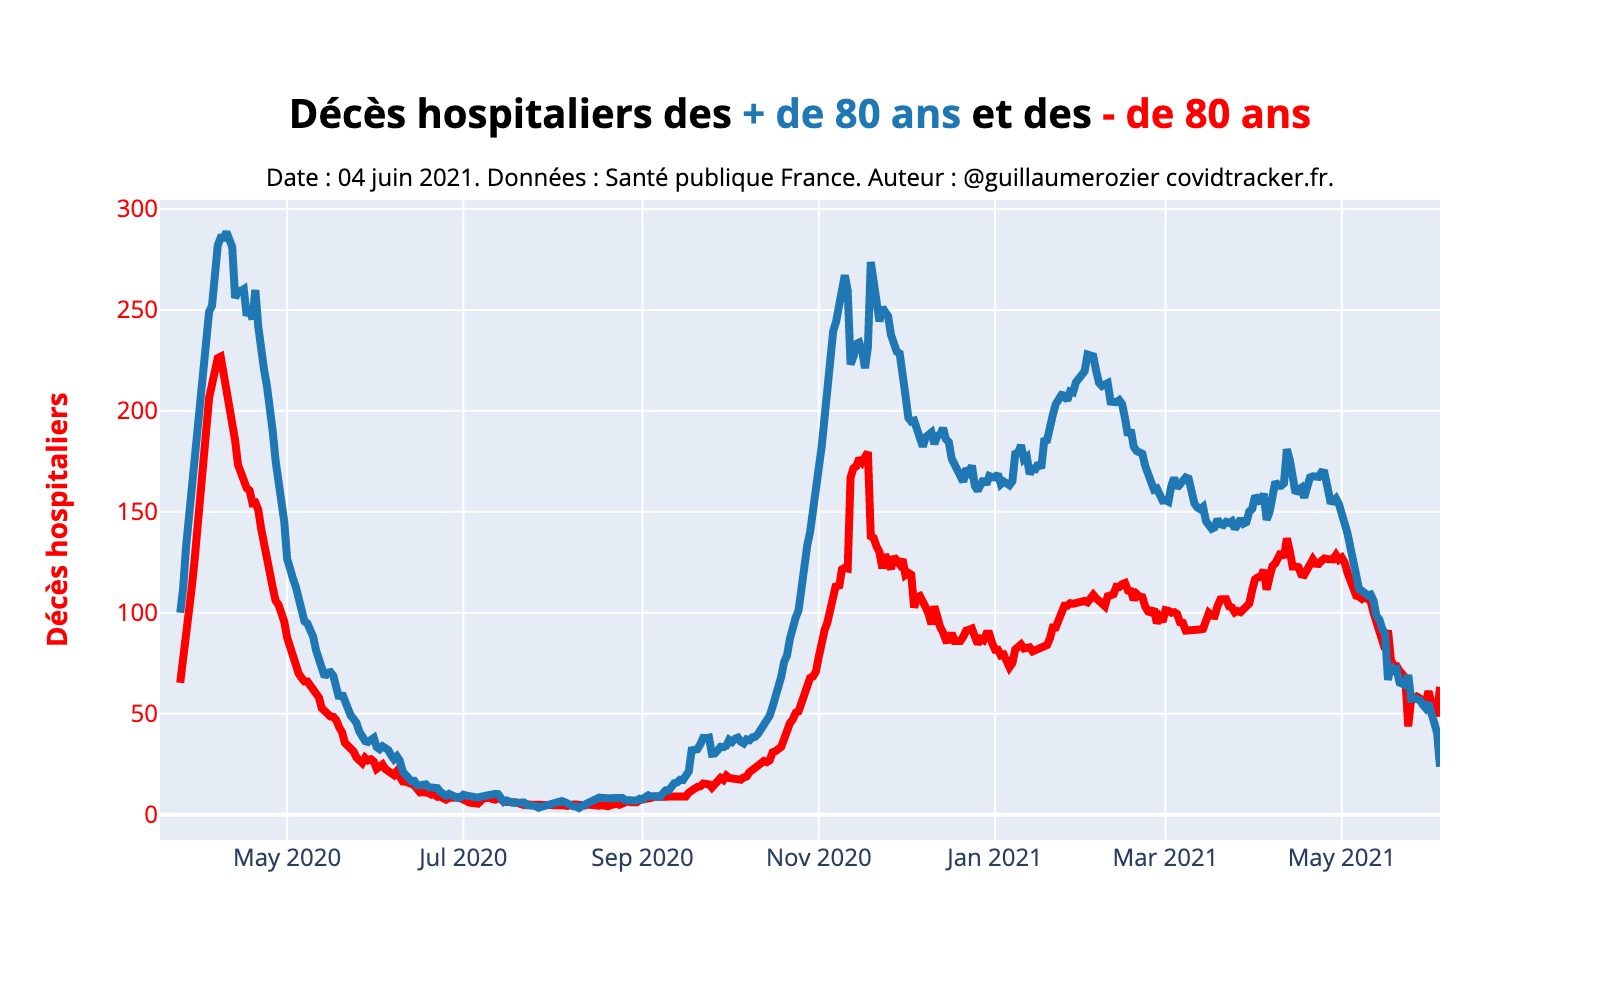 Décès hospitaliers des + de 80 ans et des - de 80 ans
Date : 04 juin 2021. Données : Santé publique France. Auteur : @guillaumerozier covidtracker.fr.
Décès hospitaliers
300
250
200
150
100
50
0
May 2020
Jul 2020
Sep 2020
Nov 2020
Jan 2021
Mar 2021
May 2021